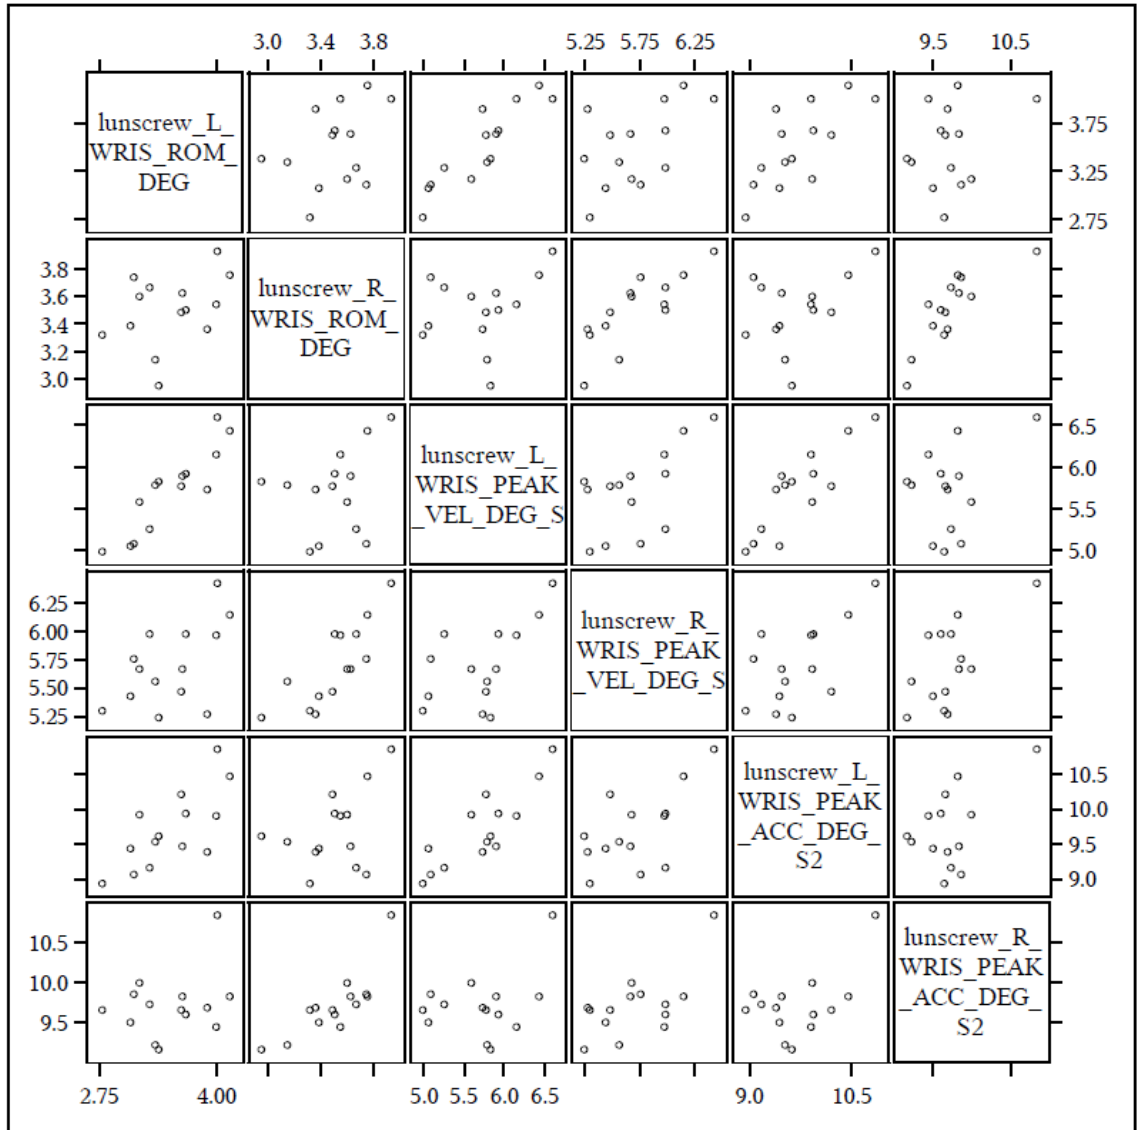 3.0 3.4 3.8 5.25 5.75 6.25 9.5 10.5
lunscrew_L_
WRIS_ROM_
DEG
3.75
3.25
2.75
3.8
3.6
3.4
3.2
3.0
lunscrew_R_
WRIS_ROM_
DEG
lunscrew_L_
WRIS_PEAK
_VEL_DEG_S
6.5
6.0
5.5
5.0
6.25
6.00
5.75
5.50
5.25
lunscrew_R_
WRIS_PEAK
_VEL_DEG_S
lunscrew_L_
WRIS_PEAK
_ACC_DEG_
S2
10.5
10.0
9.5
9.0
10.5
10.0
9.5
lunscrew_R_
WRIS_PEAK
_ACC_DEG_
S2
2.75 4.00 5.0 5.5 6.0 6.5 9.0 10.5